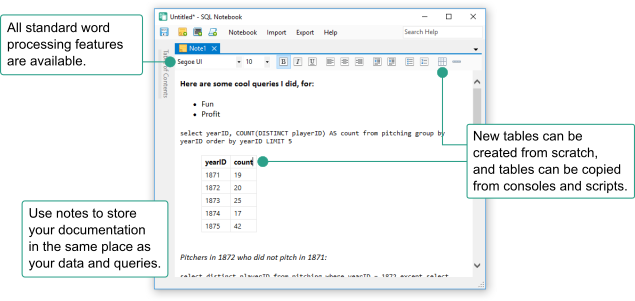 All standard word
processing features
are available.
Untitled* - SQL Notebook
Notebook Import Export Help
Search Help
Note1
Table of Contents
Segoe UI 10 B I U
Here are some cool queries I did, for:
• Fun
• Profit
select yearID, COUNT(DISTINCT playerID) AS count from pitching group by
yearID order by yearID LIMIT 5
yearID count
1871 19
1872 20
1873 25
1874 17
1875 42
New tables can be
created from scratch,
and tables can be copied
from consoles and scripts.
Use notes to store
your documentation
in the same place as
your data and queries.
Pitchers in 1872 who did not pitch in 1871:
select distinct playerID from pitching where yearID = 1872 except select